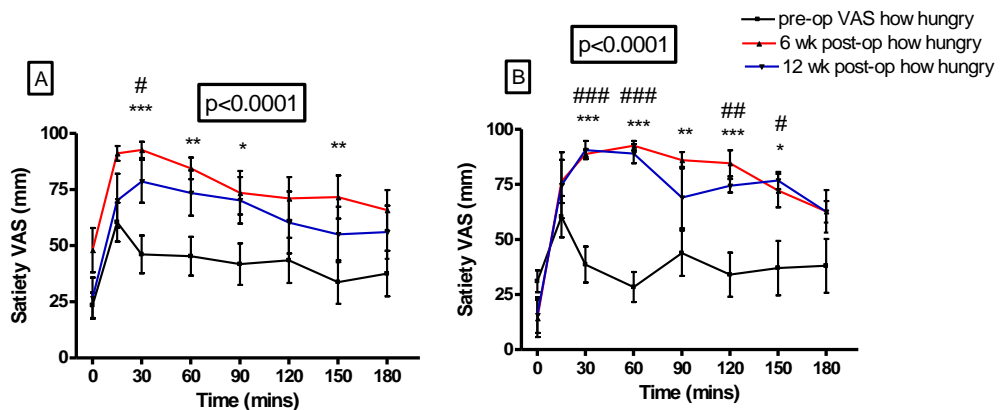 pre-op VAS how hungry
6 wk post-op how hungry
12 wk post-op how hungry
A
#
***
p<0.0001
**
*
**
100
75
50
25
0
Satiety VAS (mm)
0 30 60 90 120 150 180
Time (mins)
B
p<0.0001
### ### ## #
*** *** ** *** *
100
75
50
25
0
Satiety VAS (mm)
0 30 60 90 120 150 180
Time (mins)